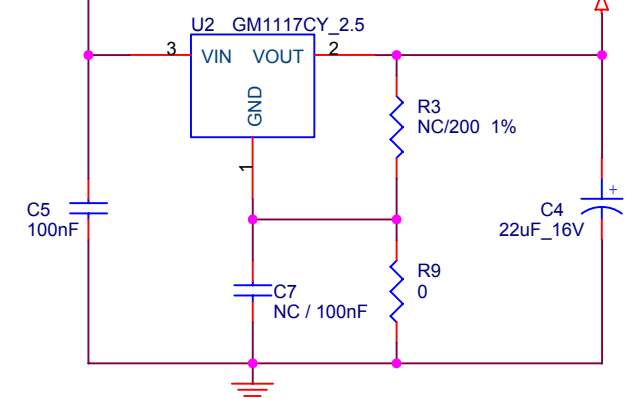 U2 GM1117CY_2.5
3 VIN VOUT 2
GND
1
R3
NC/200 1%
C5
100nF
+
C4
22uF_16V
R9
0
C7
NC / 100nF